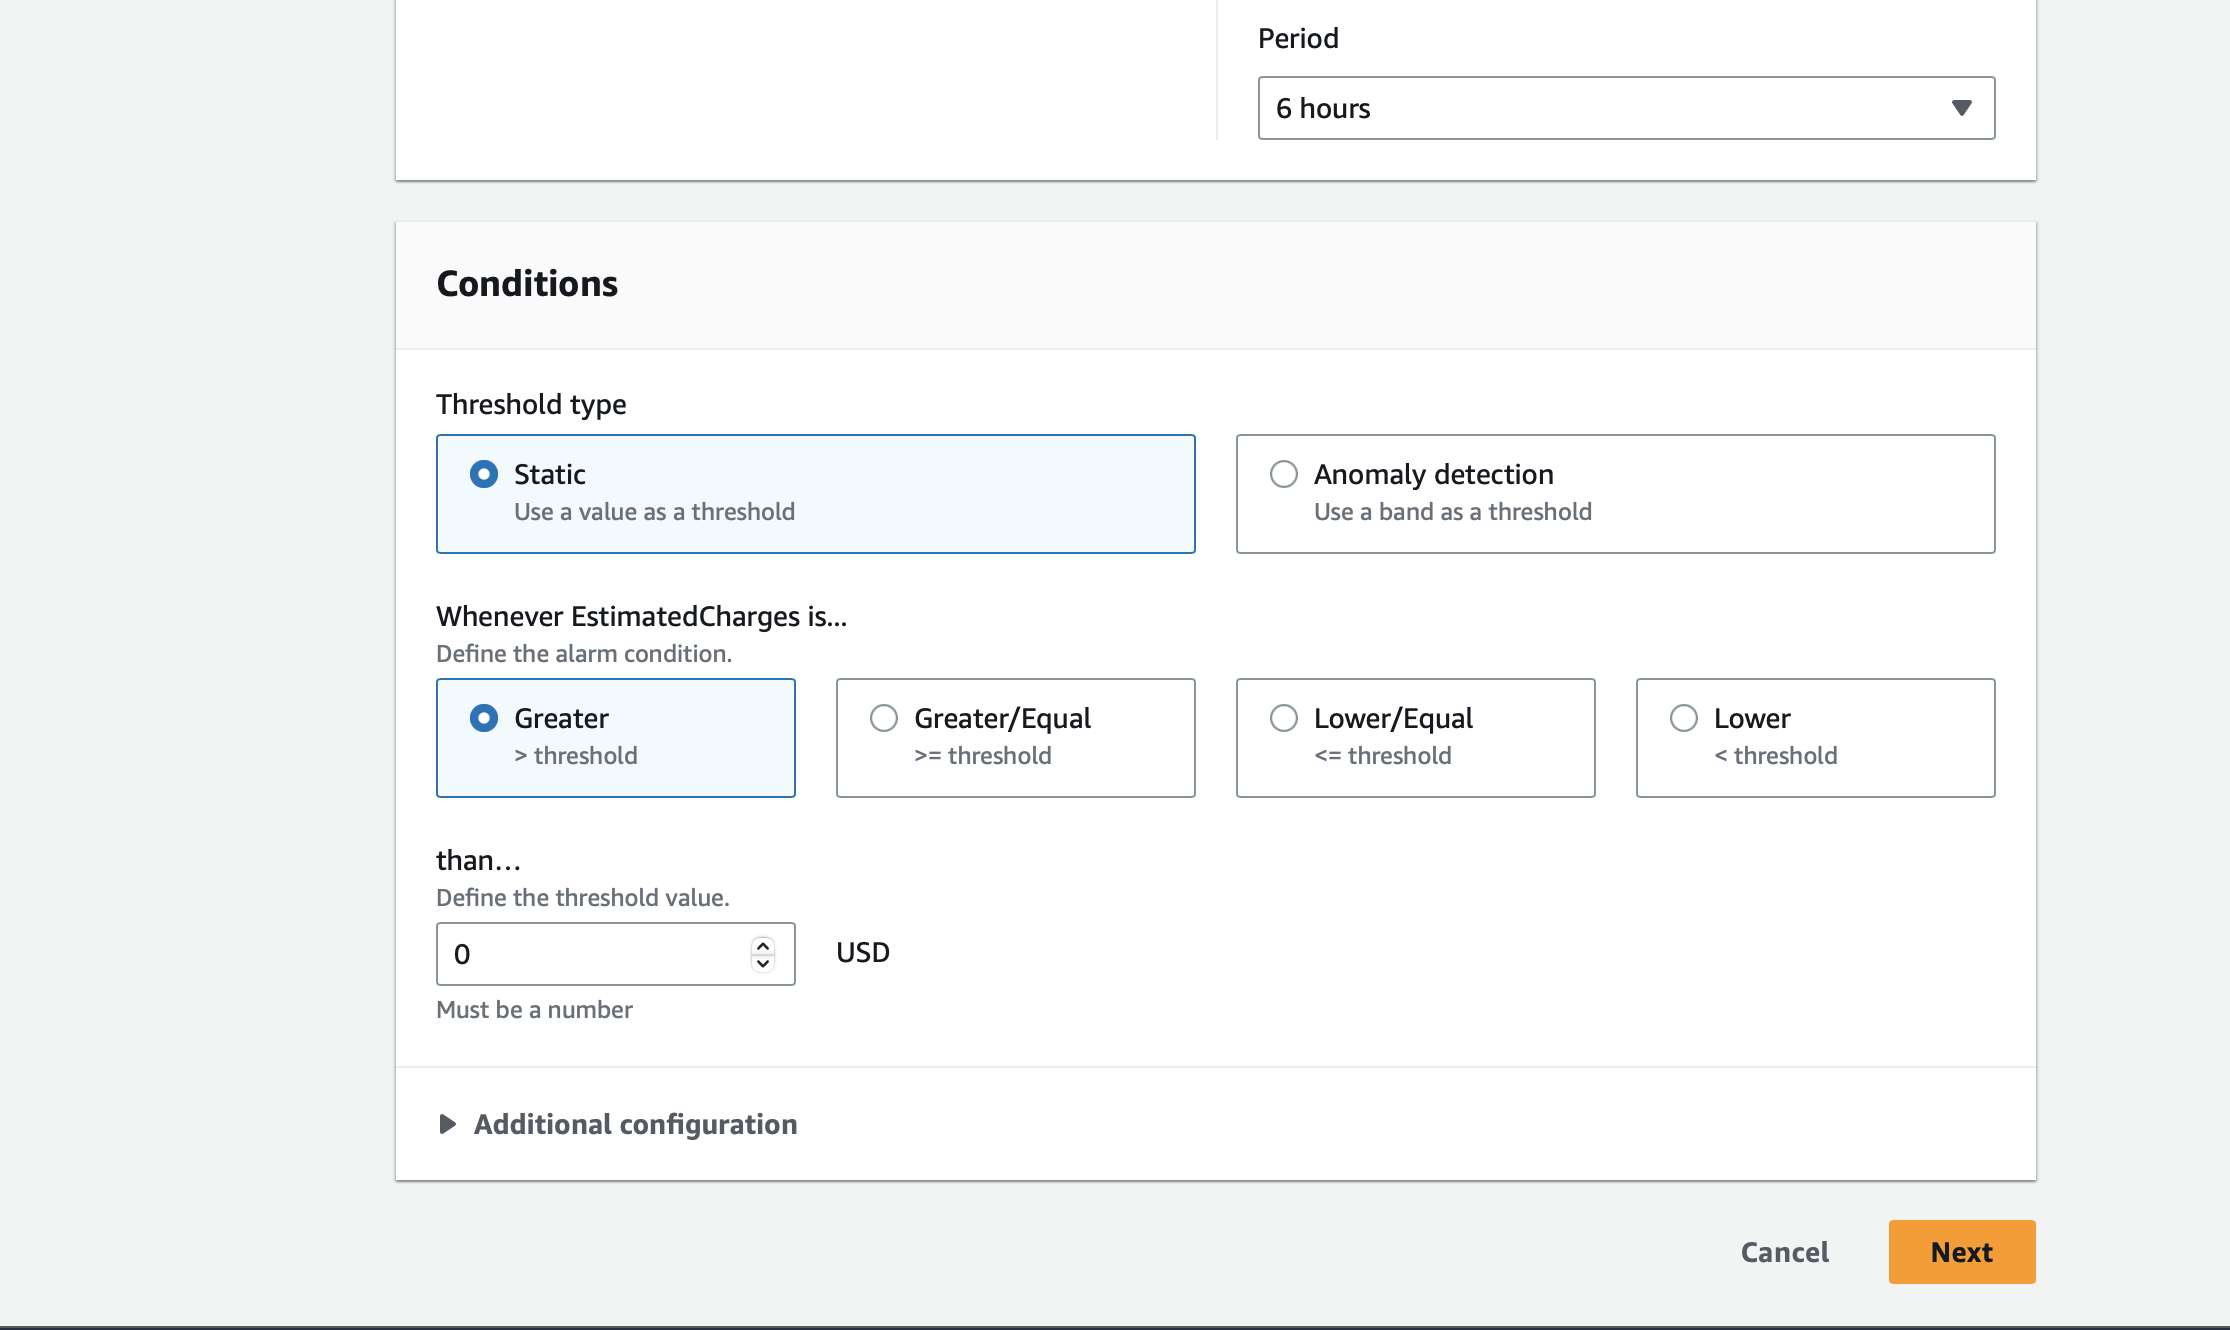 Period
6 hours
Conditions
Threshold type
Static
Use a value as a threshold
Anomaly detection
Use a band as a threshold
Whenever EstimatedCharges is...
Define the alarm condition.
Greater
> threshold
Greater/Equal
>= threshold
Lower/Equal
<= threshold
Lower
< threshold
than…
Define the threshold value.
0
USD
Must be a number
Additional configuration
Cancel
Next